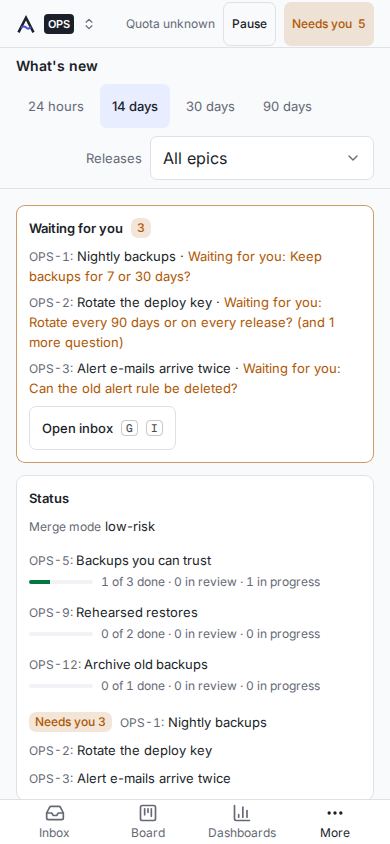 OPS
Quota unknown
Pause
Needs you 5
What's new
24 hours
14 days
30 days
90 days
Releases
All epics
Waiting for you 3
OPS-1: Nightly backups · Waiting for you: Keep
backups for 7 or 30 days?
OPS-2: Rotate the deploy key · Waiting for you:
Rotate every 90 days or on every release? (and 1
more question)
OPS-3: Alert e-mails arrive twice · Waiting for you:
Can the old alert rule be deleted?
Open inbox G I
Status
Merge mode low-risk
OPS-5: Backups you can trust
1 of 3 done · 0 in review · 1 in progress
OPS-9: Rehearsed restores
0 of 2 done · 0 in review · 0 in progress
OPS-12: Archive old backups
0 of 1 done · 0 in review · 0 in progress
Needs you 3 OPS-1: Nightly backups
OPS-2: Rotate the deploy key
OPS-3: Alert e-mails arrive twice
Inbox
Board
Dashboards
More